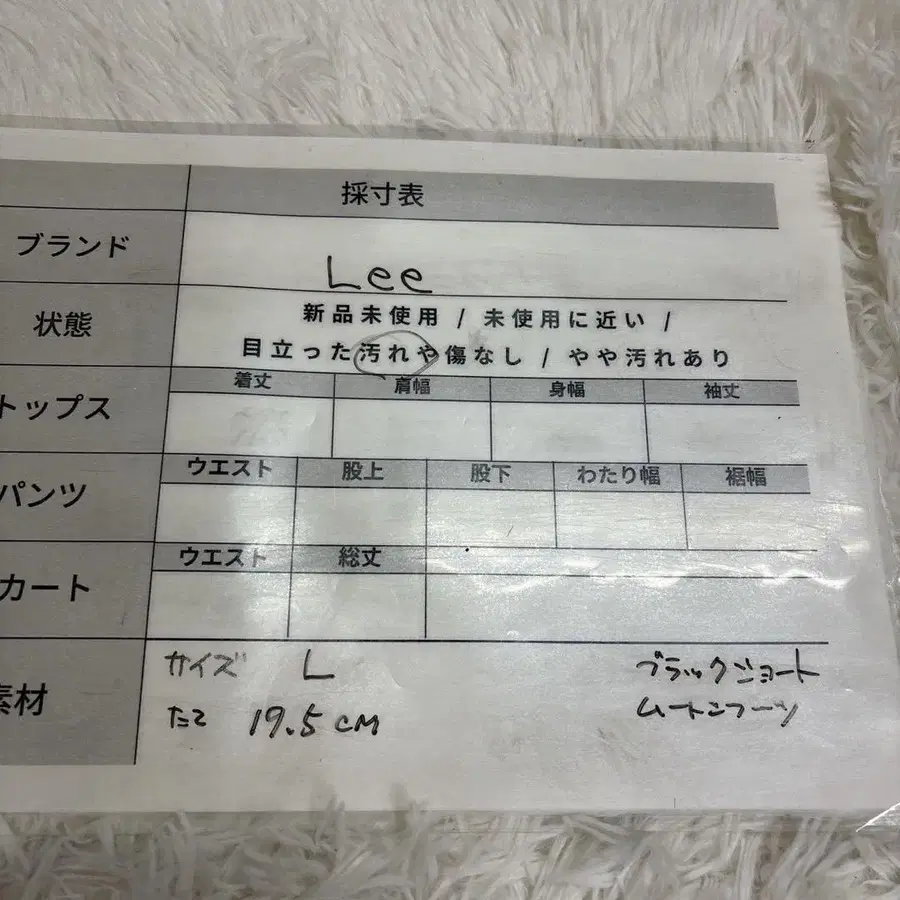 採寸表
ブランド Lee
状態 新品未使用 / 未使用に近い /
目立った汚れや傷なし / やや汚れあり
トップス 着丈 肩幅 身幅 袖丈
パンツ ウエスト 股上 股下 わたり幅 裾幅
カート ウエスト 総丈
素材 サイズ L ブラックショート
たて 19.5cm ムートンブーツ